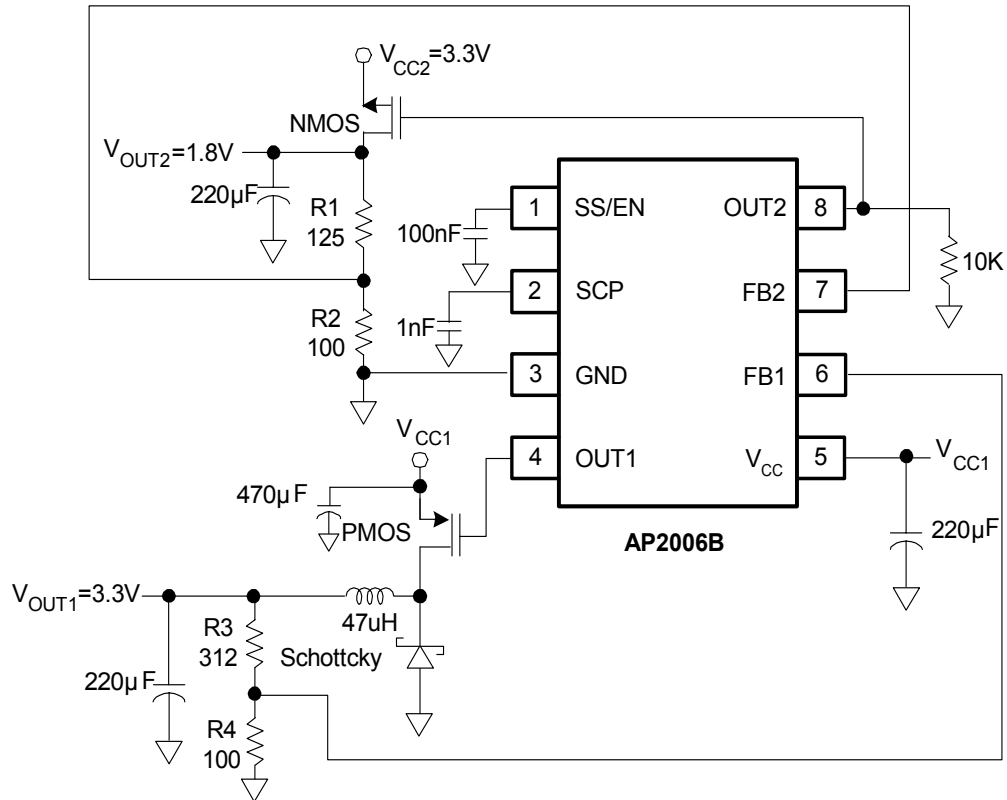 V_CC2=3.3V
NMOS
V_OUT2=1.8V
220μF
R1
125
R2
100
100nF
1nF
1 SS/EN
2 SCP
3 GND
4 OUT1
OUT2 8
FB2 7
FB1 6
V_CC 5
10K
V_CC1
220μF
AP2006B
V_CC1
470μF
PMOS
V_OUT1=3.3V
47uH
R3
312
Schottcky
220μF
R4
100